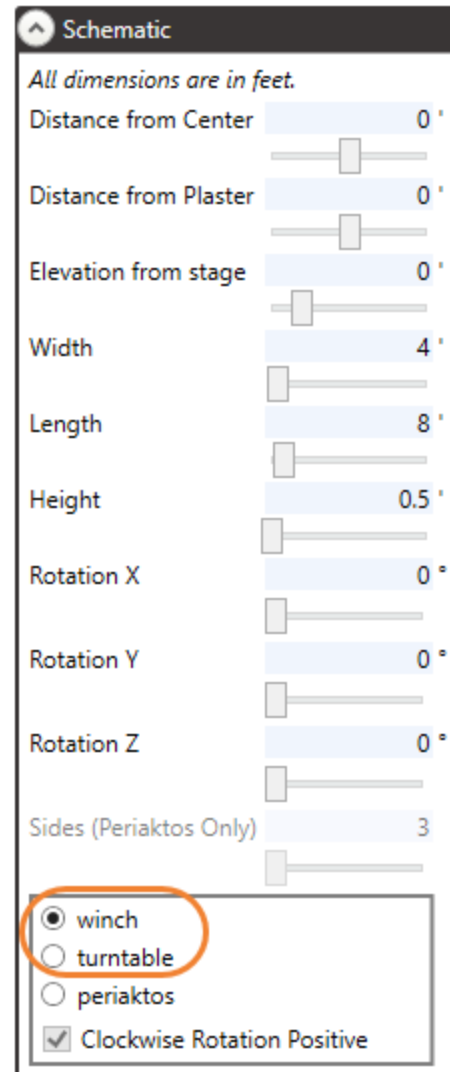 Schematic
All dimensions are in feet.
Distance from Center 0 '
Distance from Plaster 0 '
Elevation from stage 0 '
Width 4 '
Length 8 '
Height 0.5 '
Rotation X 0 °
Rotation Y 0 °
Rotation Z 0 °
Sides (Periaktos Only) 3
winch
turntable
periaktos
Clockwise Rotation Positive